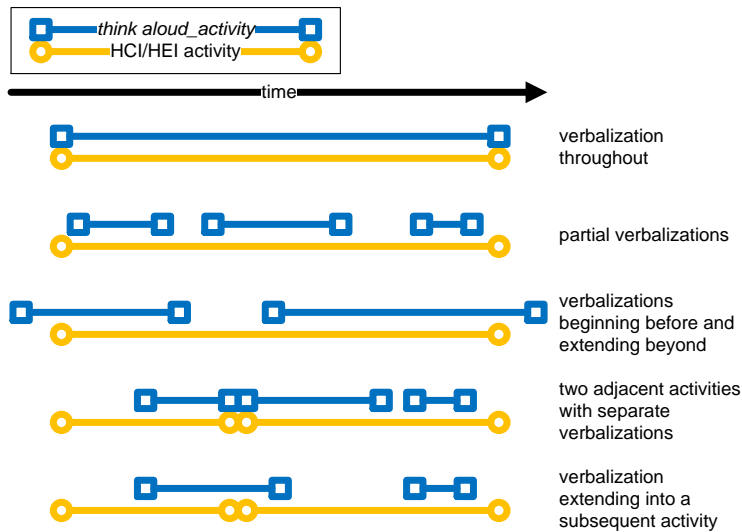 think aloud_activity
HCI/HEI activity
time
verbalization
throughout
partial verbalizations
verbalizations
beginning before and
extending beyond
two adjacent activities
with separate
verbalizations
verbalization
extending into a
subsequent activity